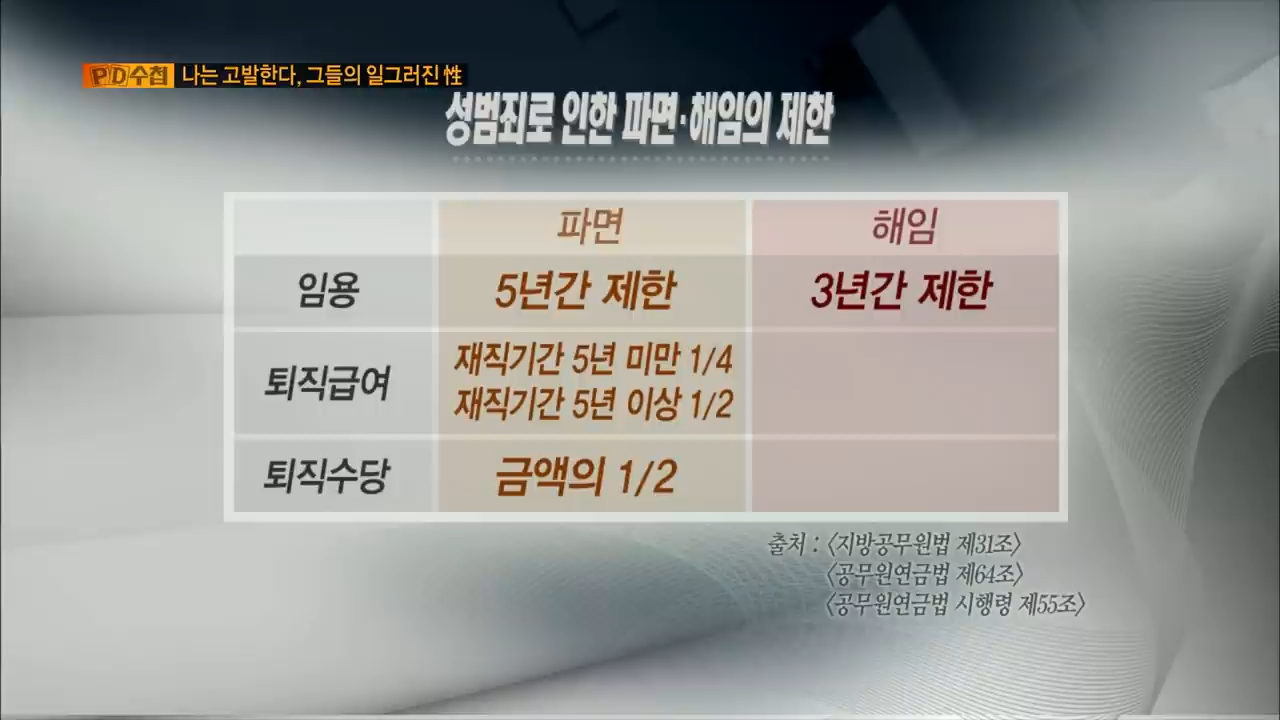 PD수첩 나는 고발한다, 그들의 일그러진 性
성범죄로 인한 파면·해임의 제한
파면 해임
임용 5년간 제한 3년간 제한
퇴직급여 재직기간 5년 미만 1/4
재직기간 5년 이상 1/2
퇴직수당 금액의 1/2
출처 : <지방공무원법 제31조>
<공무원연금법 제64조>
<공무원연금법 시행령 제55조>